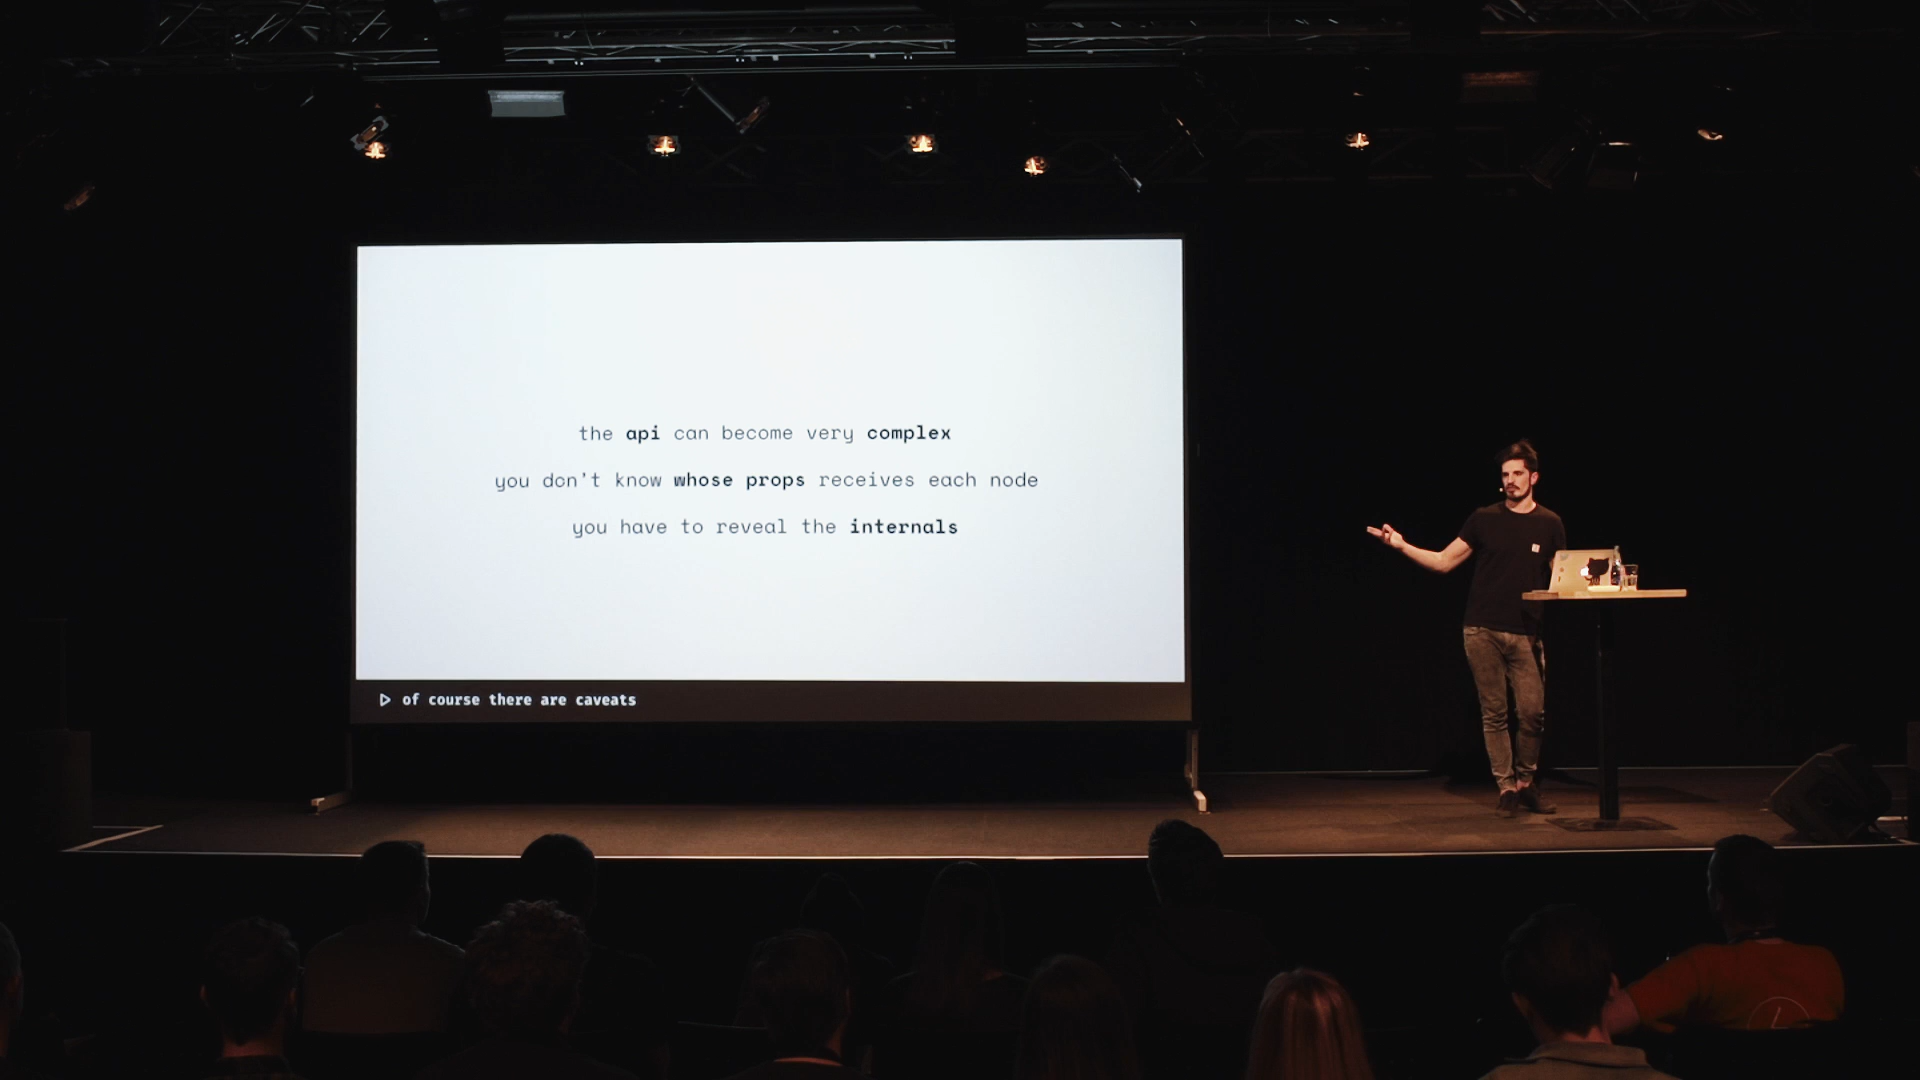 the api can become very complex
you don't know whose props receives each node
you have to reveal the internals
of course there are caveats